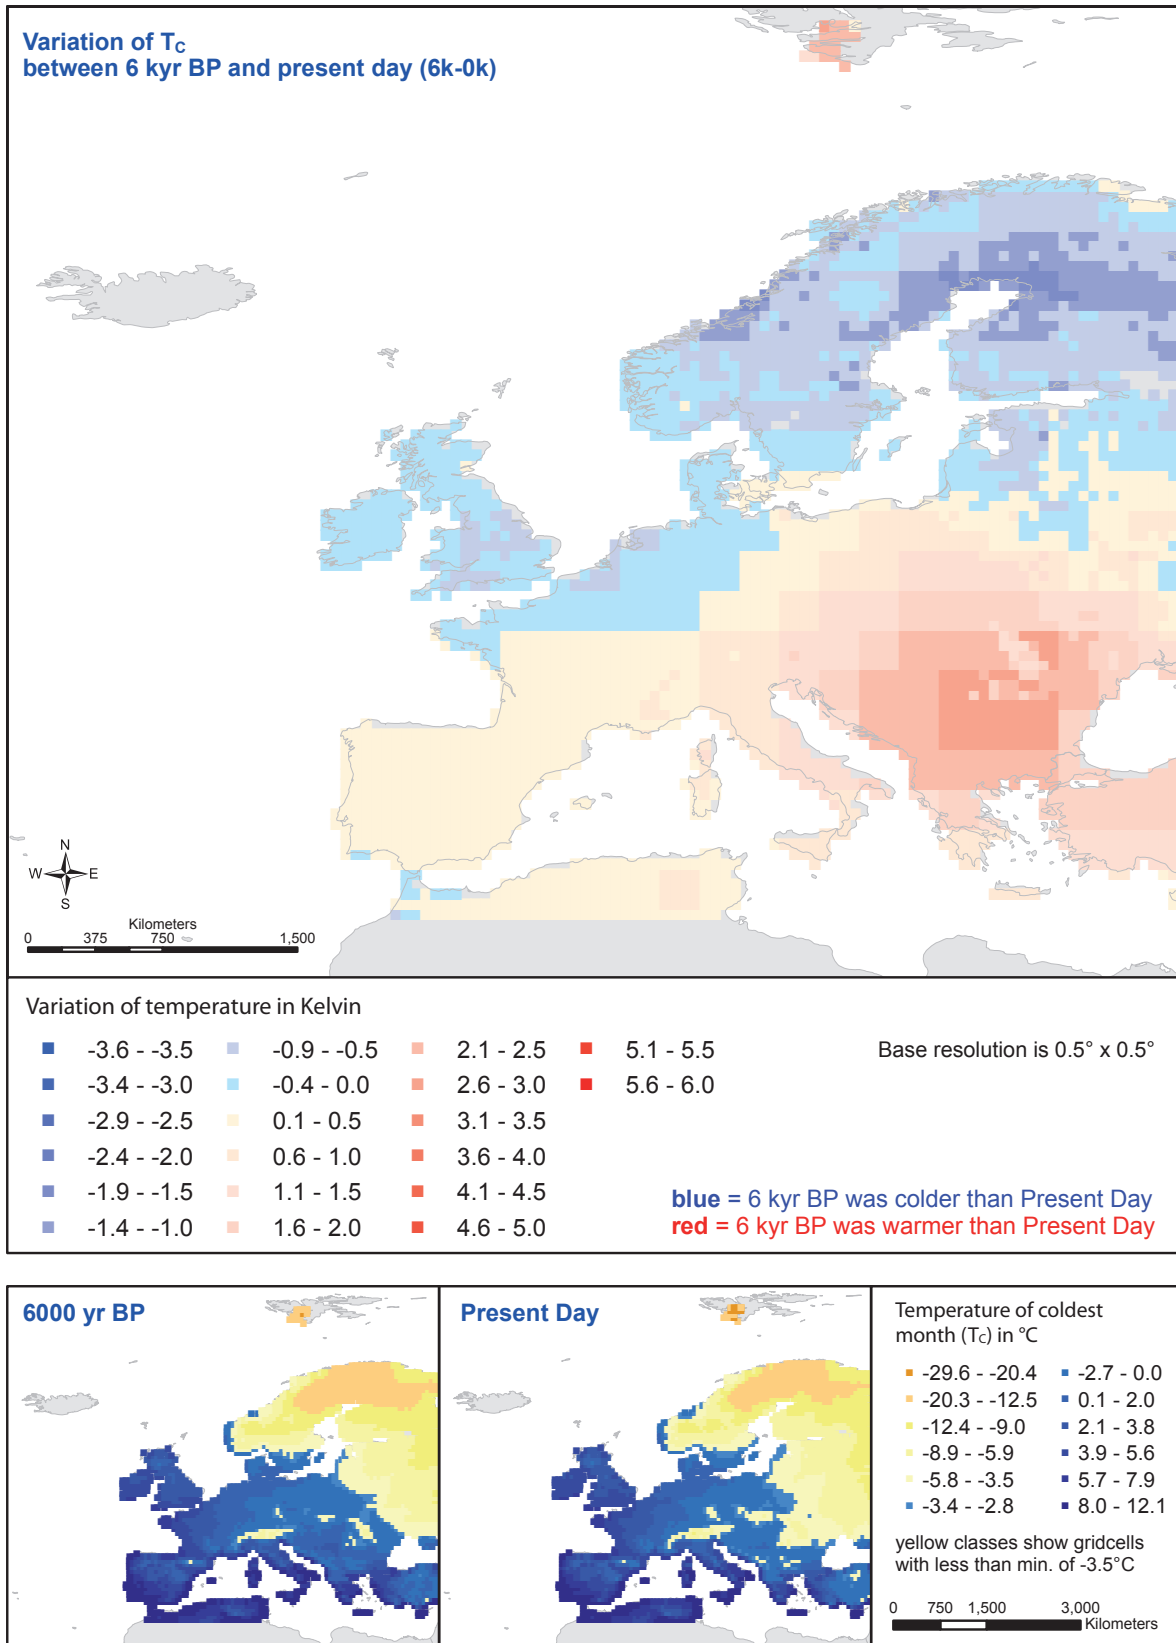 Variation of TC
between 6 kyr BP and present day (6k-0k)
N
W E
S
Kilometers
0 375 750 1,500
Variation of temperature in Kelvin
-3.6 - -3.5 -0.9 - -0.5 2.1 - 2.5 5.1 - 5.5 Base resolution is 0.5° x 0.5°
-3.4 - -3.0 -0.4 - 0.0 2.6 - 3.0 5.6 - 6.0
-2.9 - -2.5 0.1 - 0.5 3.1 - 3.5
-2.4 - -2.0 0.6 - 1.0 3.6 - 4.0
-1.9 - -1.5 1.1 - 1.5 4.1 - 4.5 blue = 6 kyr BP was colder than Present Day
-1.4 - -1.0 1.6 - 2.0 4.6 - 5.0 red = 6 kyr BP was warmer than Present Day
6000 yr BP
Present Day
Temperature of coldest
month (TC) in °C
-29.6 - -20.4 -2.7 - 0.0
-20.3 - -12.5 0.1 - 2.0
-12.4 - -9.0 2.1 - 3.8
-8.9 - -5.9 3.9 - 5.6
-5.8 - -3.5 5.7 - 7.9
-3.4 - -2.8 8.0 - 12.1
yellow classes show gridcells
with less than min. of -3.5°C
0 750 1,500 3,000
Kilometers